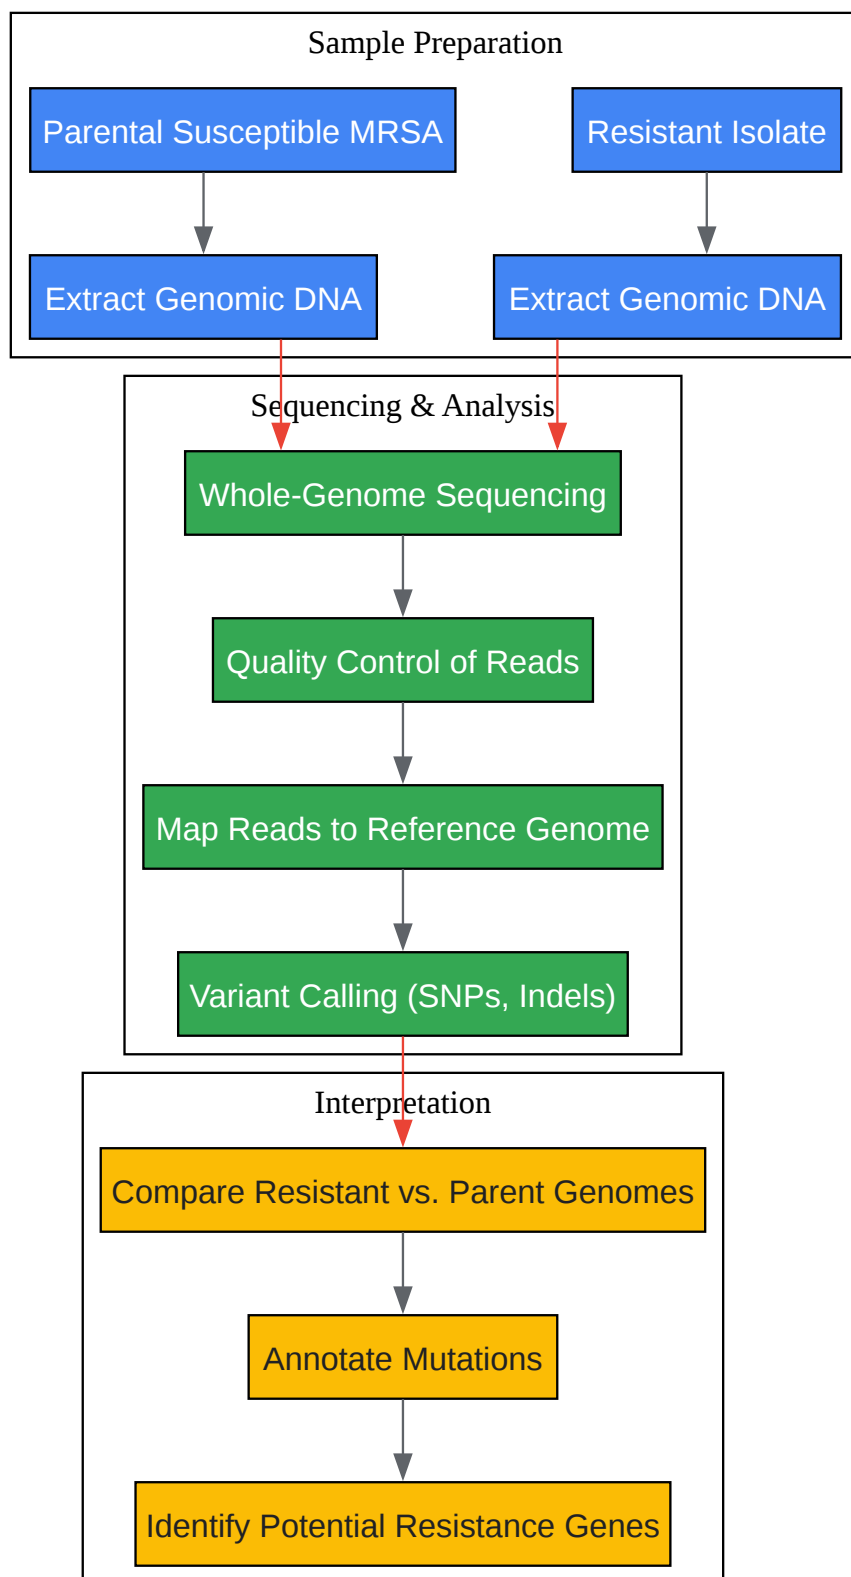 Sample Preparation
Parental Susceptible MRSA
Resistant Isolate
Extract Genomic DNA
Extract Genomic DNA
Sequencing & Analysis
Whole-Genome Sequencing
Quality Control of Reads
Map Reads to Reference Genome
Variant Calling (SNPs, Indels)
Interpretation
Compare Resistant vs. Parent Genomes
Annotate Mutations
Identify Potential Resistance Genes